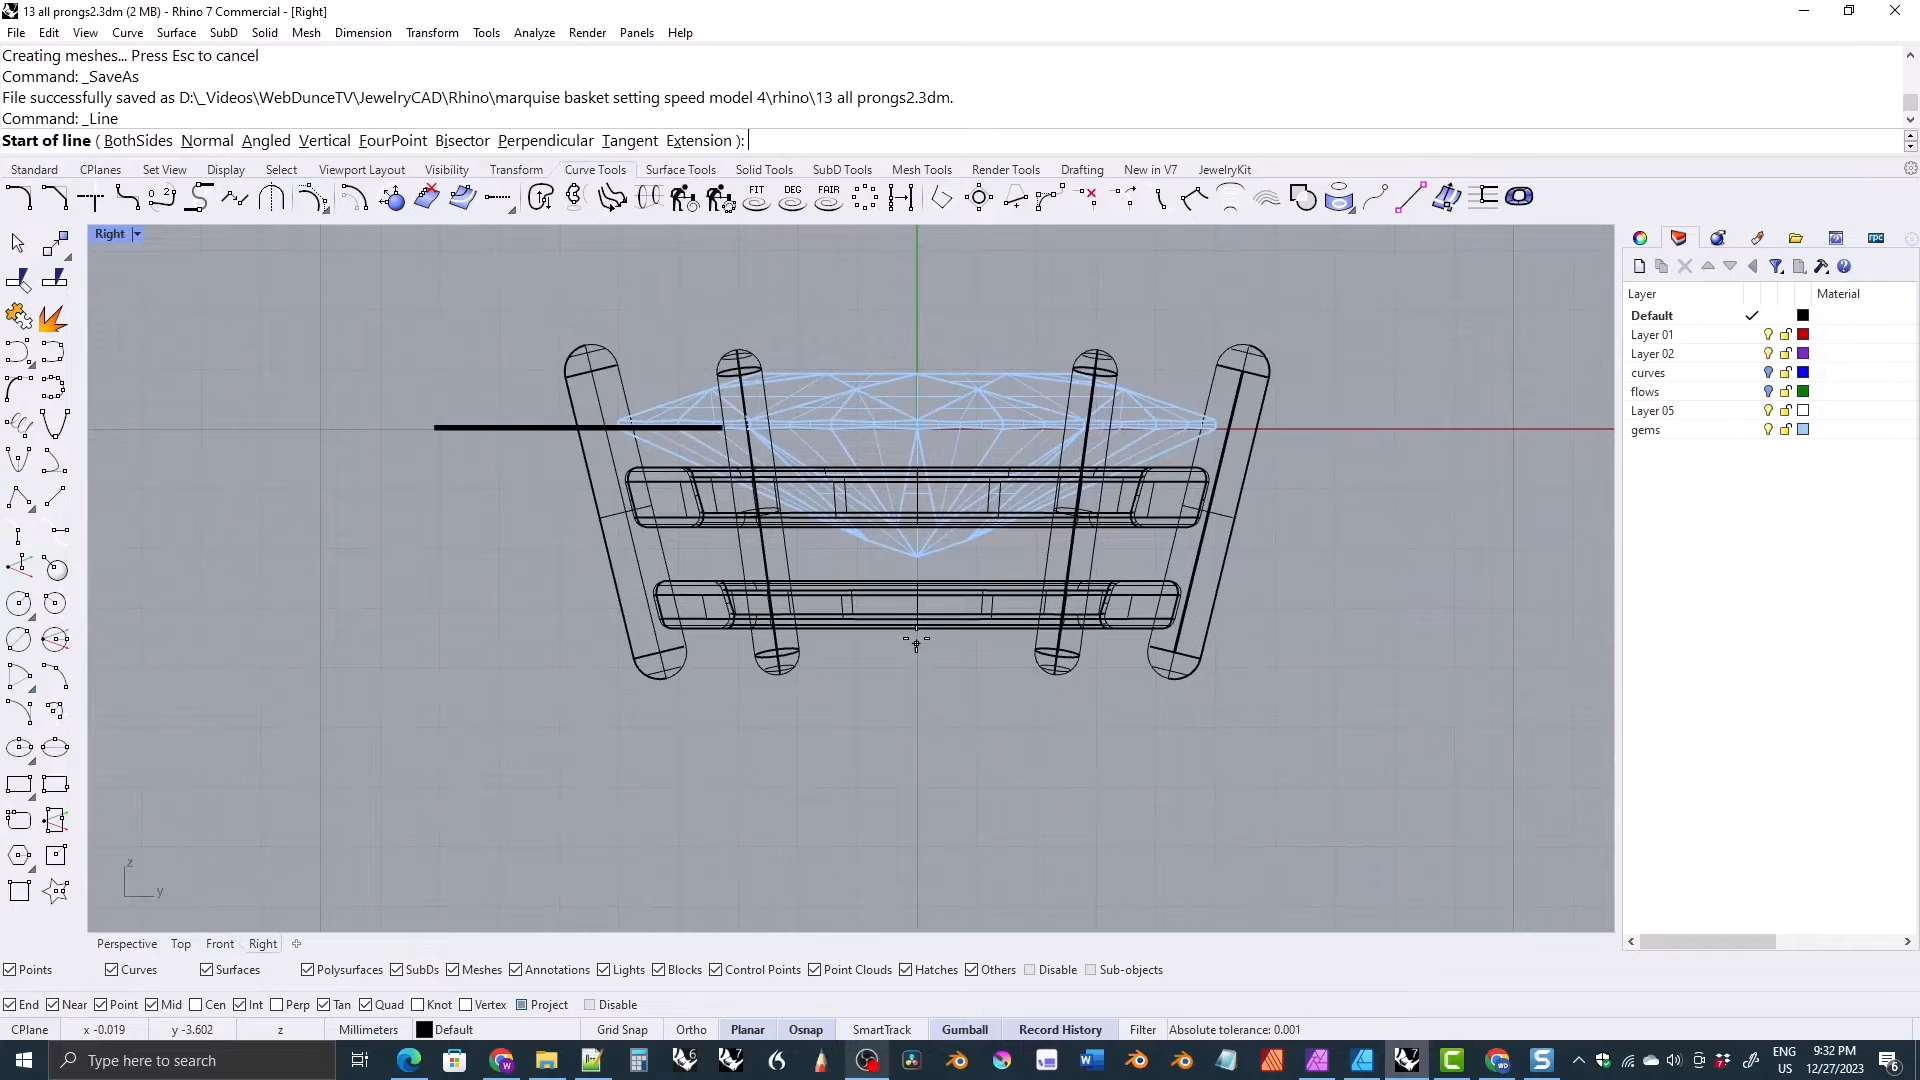 13 all prongs2.3dm (2 MB) - Rhino 7 Commercial - [Right]
File Edit View Curve Surface SubD Solid Mesh Dimension Transform Tools Analyze Render Panels Help
Creating meshes... Press Esc to cancel
Command: _SaveAs
File successfully saved as D:\_Videos\WebDunceTV\JewelryCAD\Rhino\marquise basket setting speed model 4\rhino\13 all prongs2.3dm.
Command: _Line
Start of line ( BothSides Normal Angled Vertical FourPoint Bisector Perpendicular Tangent Extension ):
Standard CPlanes Set View Display Select Viewport Layout Visibility Transform Curve Tools Surface Tools Solid Tools SubD Tools Mesh Tools Render Tools Drafting New in V7 JewelryKit
FIT DEG FAIR
Right
rpc
Layer Material
Default
Layer 01
Layer 02
curves
flows
Layer 05
gems
z
y
Perspective Top Front Right
Points Curves Surfaces Polysurfaces SubDs Meshes Annotations Lights Blocks Control Points Point Clouds Hatches Others Disable Sub-objects
End Near Point Mid Cen Int Perp Tan Quad Knot Vertex Project Disable
CPlane x -0.019 y -3.602 z Millimeters Default Grid Snap Ortho Planar Osnap SmartTrack Gumball Record History Filter Absolute tolerance: 0.001
Type here to search
ENG
US
9:32 PM
12/27/2023
6